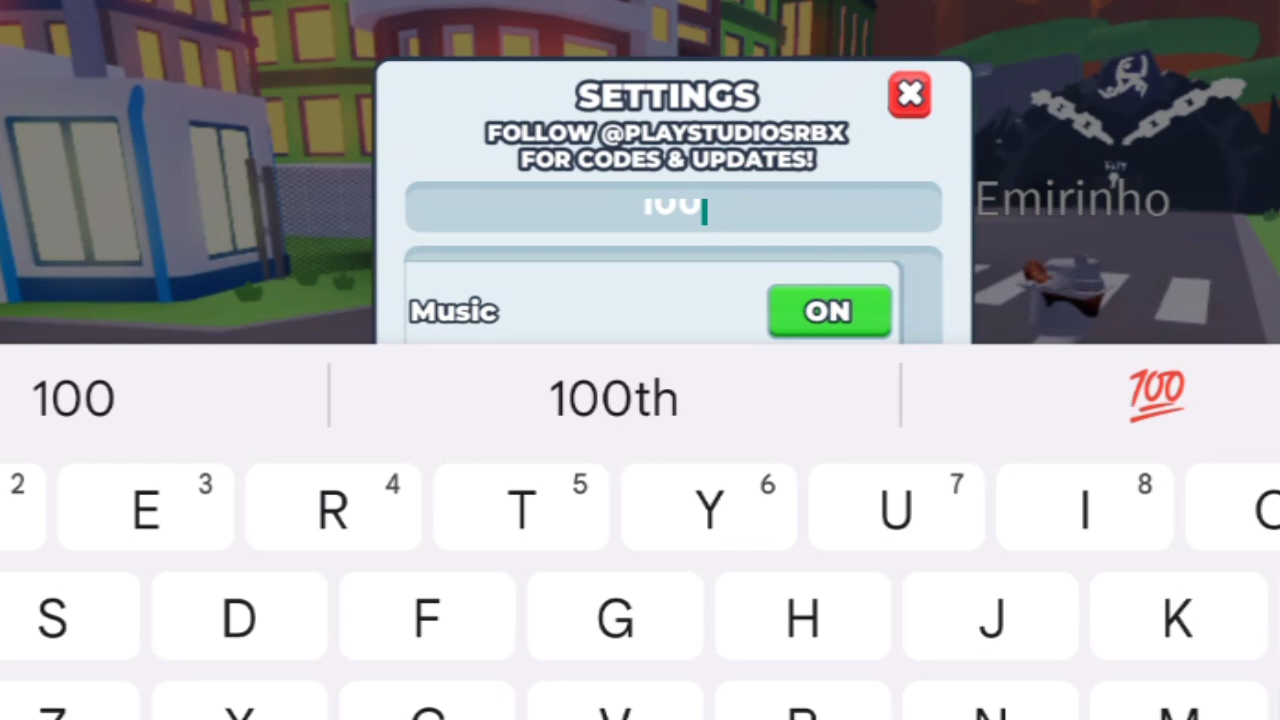 SETTINGS
FOLLOW @PLAYSTUDIOSRBX
FOR CODES & UPDATES!
100
Emirinho
Music ON
100 100th 💯
2 E 3 R 4 T 5 Y 6 U 7 I 8
S D F G H J K
Z X C V B N M